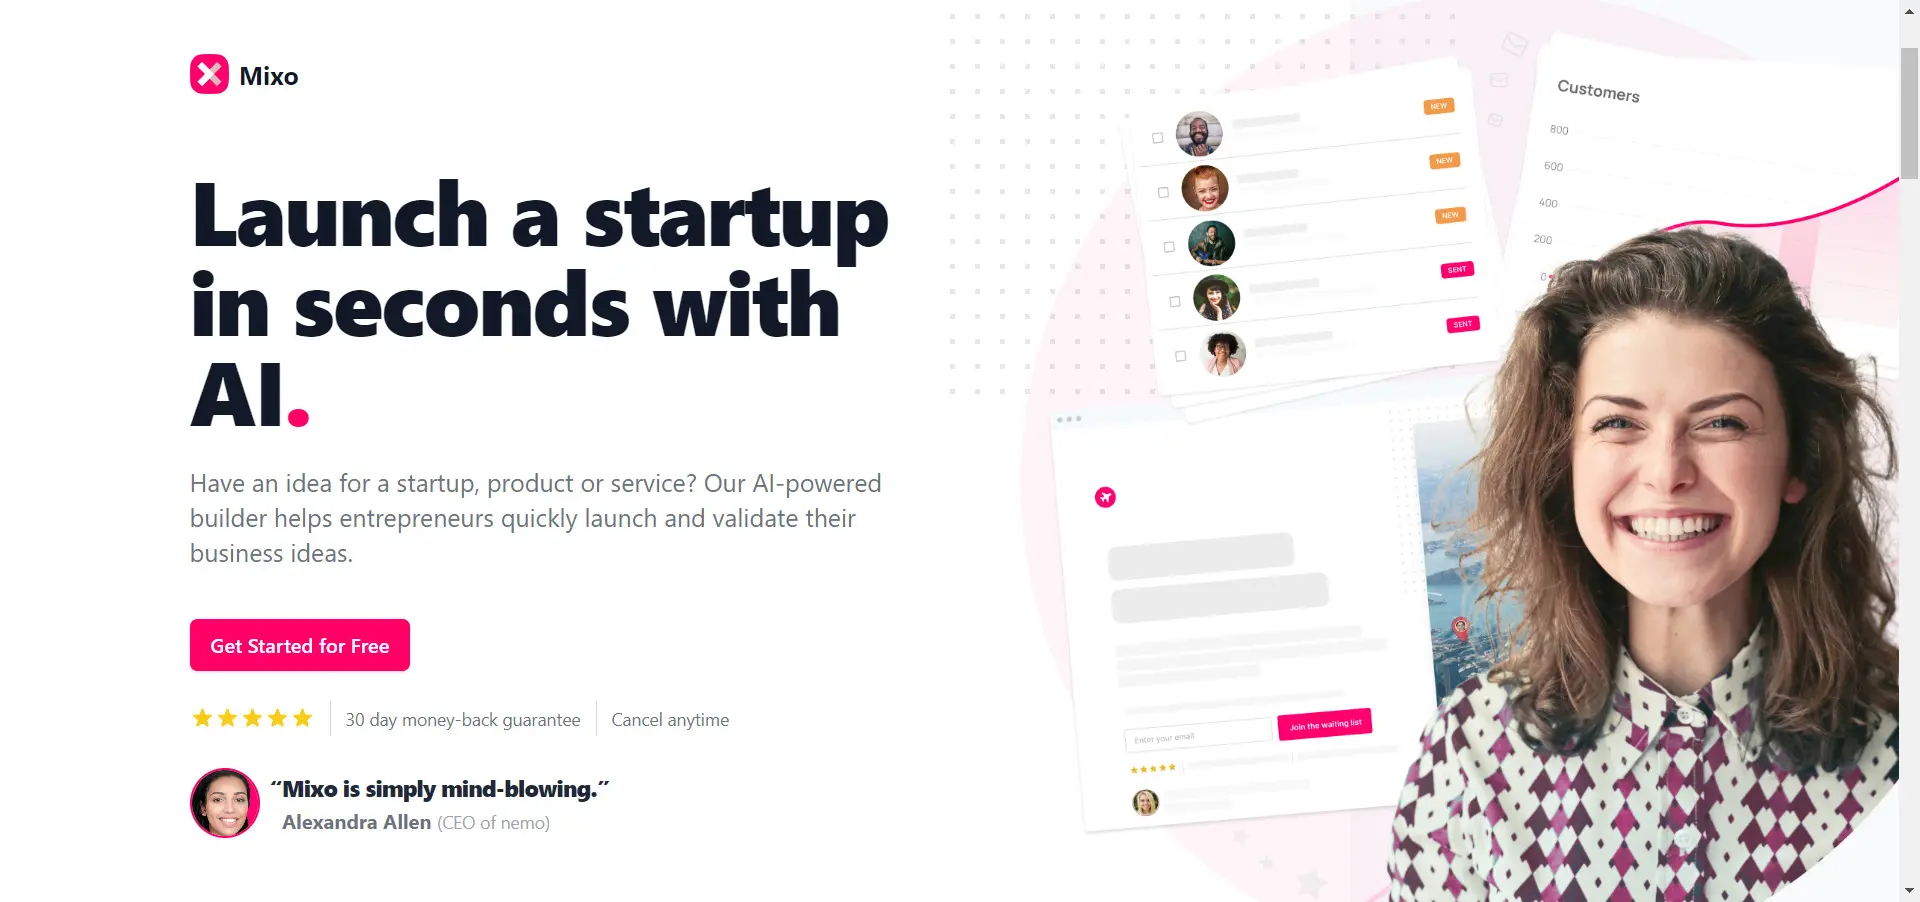 Mixo
Launch a startup
in seconds with
AI.
Have an idea for a startup, product or service? Our AI-powered
builder helps entrepreneurs quickly launch and validate their
business ideas.
Get Started for Free
30 day money-back guarantee
Cancel anytime
“Mixo is simply mind-blowing.”
Alexandra Allen (CEO of nemo)
NEW
NEW
NEW
SENT
SENT
Customers
800
600
400
200
0
Enter your email
Join the waiting list